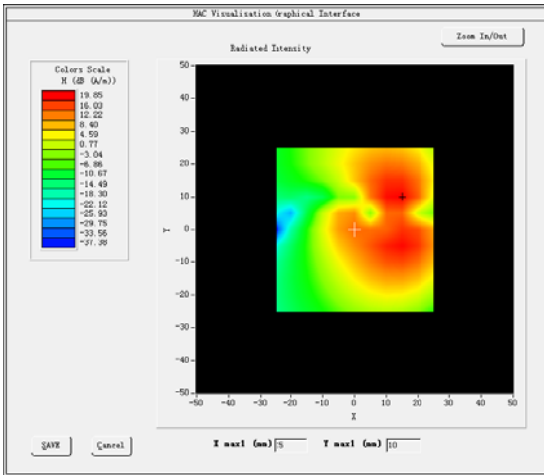 HAC Visualization Graphical Interface
Zoom In/Out
Radiated Intensity
Colors Scale
H (dB (A/m))
19.85
16.03
12.22
8.40
4.59
0.77
-3.04
-6.86
-10.67
-14.49
-18.30
-22.12
-25.93
-29.75
-33.56
-37.38
50
40
30
20
10
0
-10
-20
-30
-40
-50
Y
-50 -40 -30 -20 -10 0 10 20 30 40 50
X
SAVE
Cancel
X max1 (mm) 5
Y max1 (mm) 10